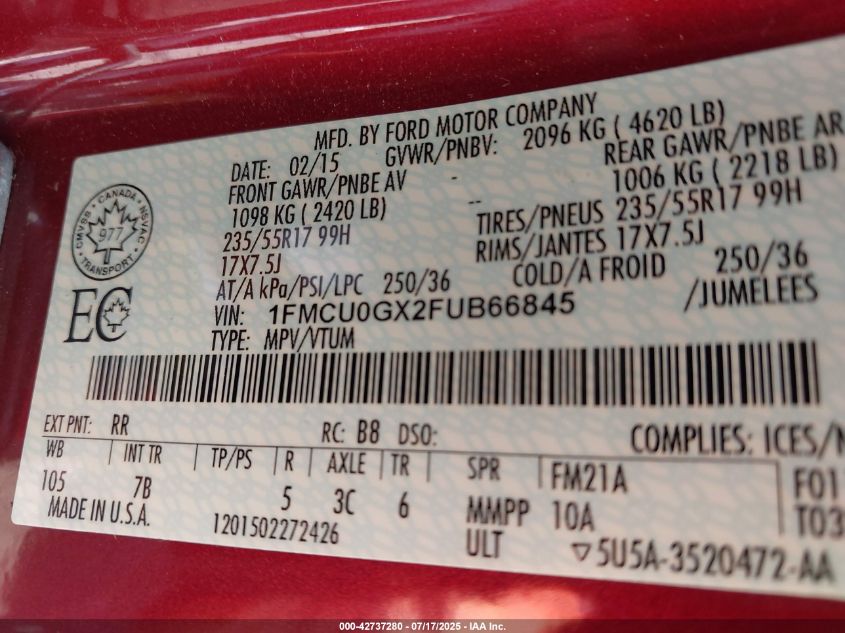 MFD. BY FORD MOTOR COMPANY
DATE: 02/15 GVWR/PNBV: 2096 KG ( 4620 LB)
FRONT GAWR/PNBE AV - REAR GAWR/PNBE AR
1098 KG ( 2420 LB) -- 1006 KG ( 2218 LB)
235/55R17 99H TIRES/PNEUS 235/55R17 99H
17X7.5J RIMS/JANTES 17X7.5J
AT/A kPa/PSI/LPC 250/36 COLD/A FROID 250/36
VIN: 1FMCU0GX2FUB66845 /JUMELEES
TYPE: MPV/VTUM
CANADA
CMVSS NSVAC
977
TRANSPORT
EC
EXT PNT: RR RC: B8 DSO: COMPLIES: ICES/
WB INT TR TP/PS R AXLE TR SPR FM21A F01
105 7B 5 3C 6 MMPP 10A T03
MADE IN U.S.A. 1201502272426 ULT ▽5U5A-3520472-AA
000-42737280 - 07/17/2025 - IAA Inc.